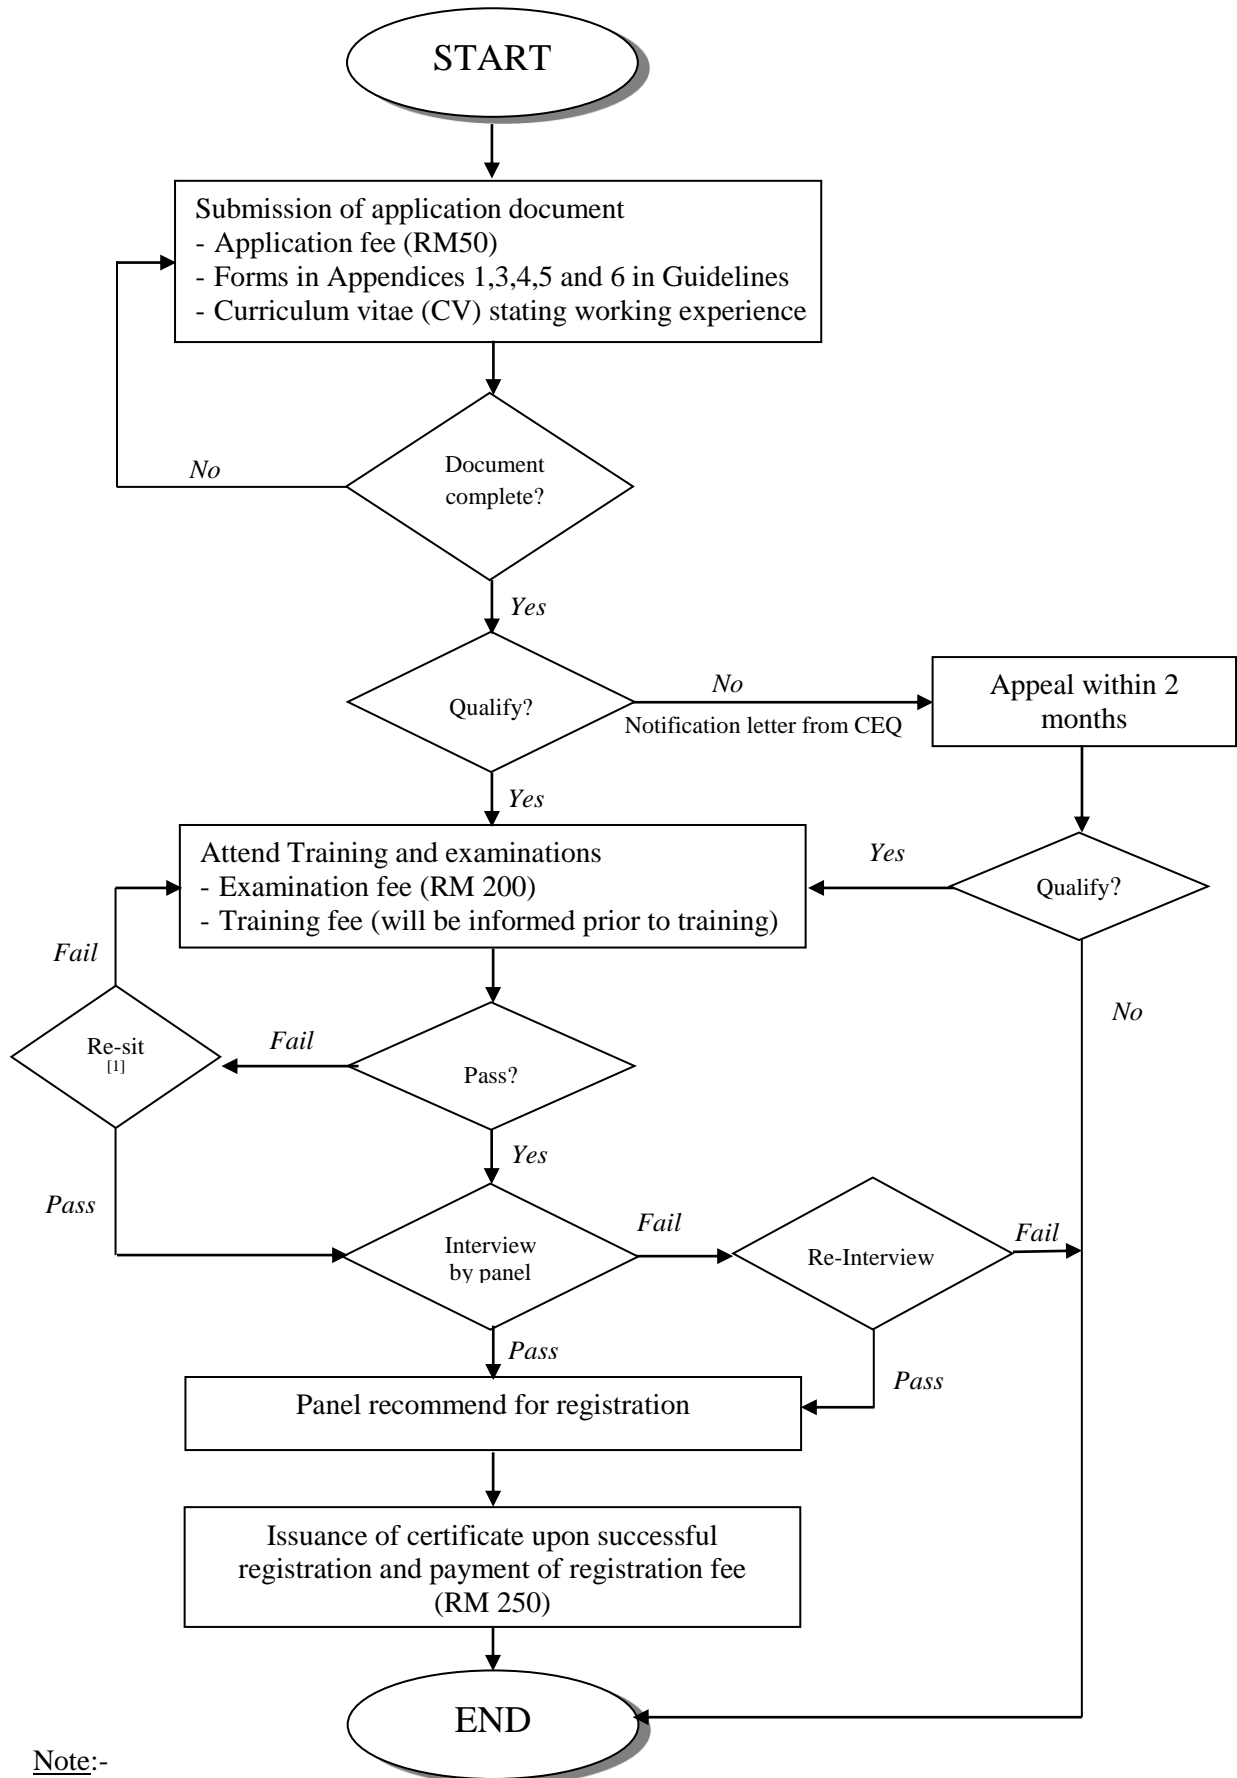 START
Submission of application document
- Application fee (RM50)
- Forms in Appendices 1,3,4,5 and 6 in Guidelines
- Curriculum vitae (CV) stating working experience
No
Document
complete?
Yes
Qualify?
No
Notification letter from CEQ
Appeal within 2
months
Yes
Attend Training and examinations
- Examination fee (RM 200)
- Training fee (will be informed prior to training)
Yes
Qualify?
Fail
No
Re-sit
[1]
Fail
Pass?
Yes
Pass
Interview
by panel
Fail
Re-Interview
Fail
Pass
Pass
Panel recommend for registration
Issuance of certificate upon successful
registration and payment of registration fee
(RM 250)
END
Note:-